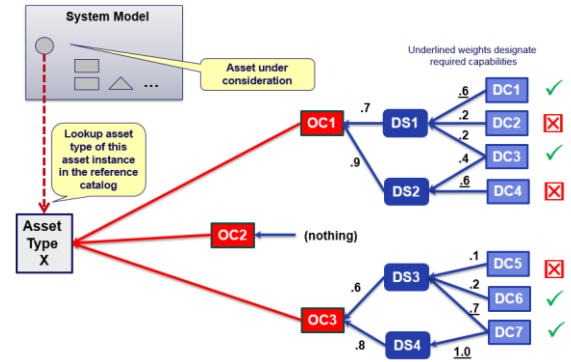 System Model
Asset under
consideration
...
Underlined weights designate
required capabilities
Lookup asset
type of this
asset instance
in the reference
catalog
Asset
Type
X
OC1
.7
.9
DS1
DS2
.6
.2
.2
.4
.6
DC1
DC2
DC3
DC4
OC2
(nothing)
OC3
.6
.8
DS3
DS4
.1
.2
.7
1.0
DC5
DC6
DC7